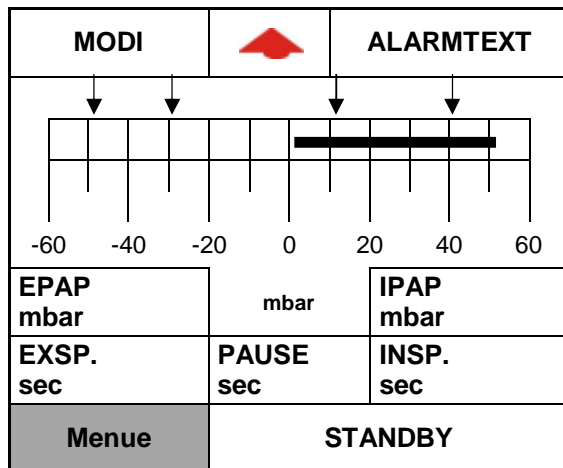 MODI ALARMTEXT
-60 -40 -20 0 20 40 60
EPAP
mbar
mbar
IPAP
mbar
EXSP.
sec
PAUSE
sec
INSP.
sec
Menue STANDBY